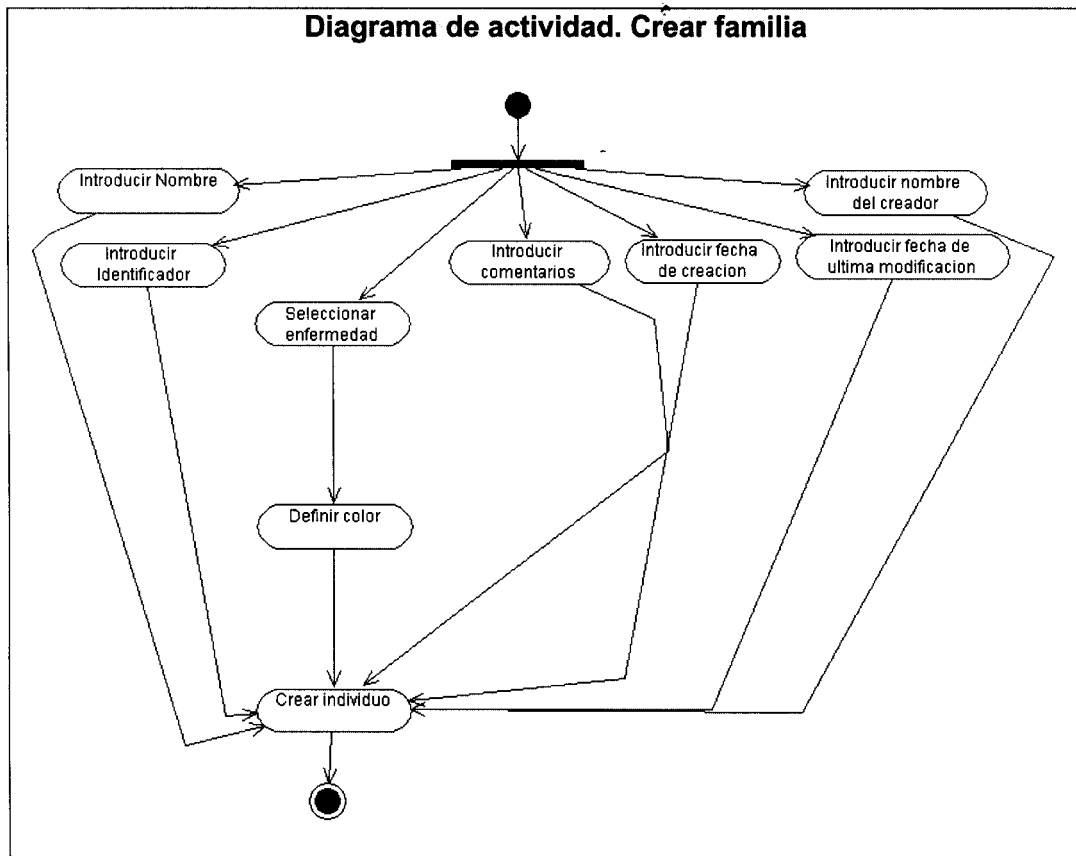 Diagrama de actividad. Crear familia
Introducir Nombre
Introducir nombre
del creador
Introducir
Identificador
Introducir
comentarios
Introducir fecha
de creacion
Introducir fecha de
ultima modificacion
Seleccionar
enfermedad
Definir color
Crear individuo